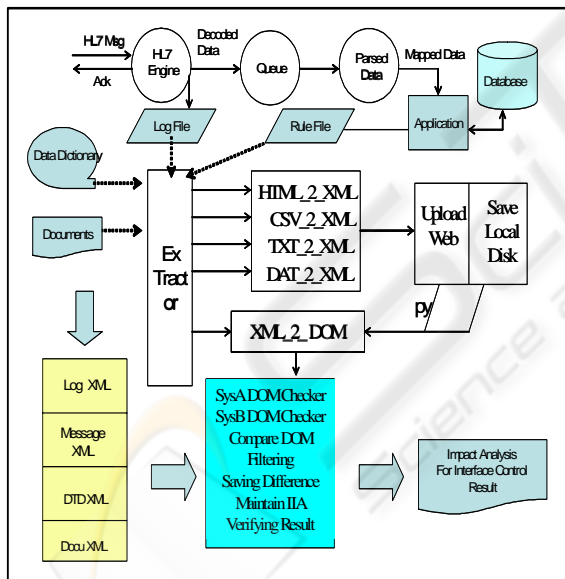 HL7 Msg
Ack
HL7
Engine
Decoded
Data
Queue
Parsed
Data
Mapped Data
Database
Log File
Rule File
Application
Data Dictionary
Documents
Ex
Tract
or
HTML_2_XML
CSV_2_XML
TXT_2_XML
DAT_2_XML
Upload
Web
Save
Local
Disk
py
XML_2_DOM
Log XML
Message
XML
DTD XML
Docu XML
SysA DOM Checker
SysB DOM Checker
Compare DOM
Filtering
Saving Difference
Maintain IIA
Verifying Result
Impact Analysis
For Interface Control
Result